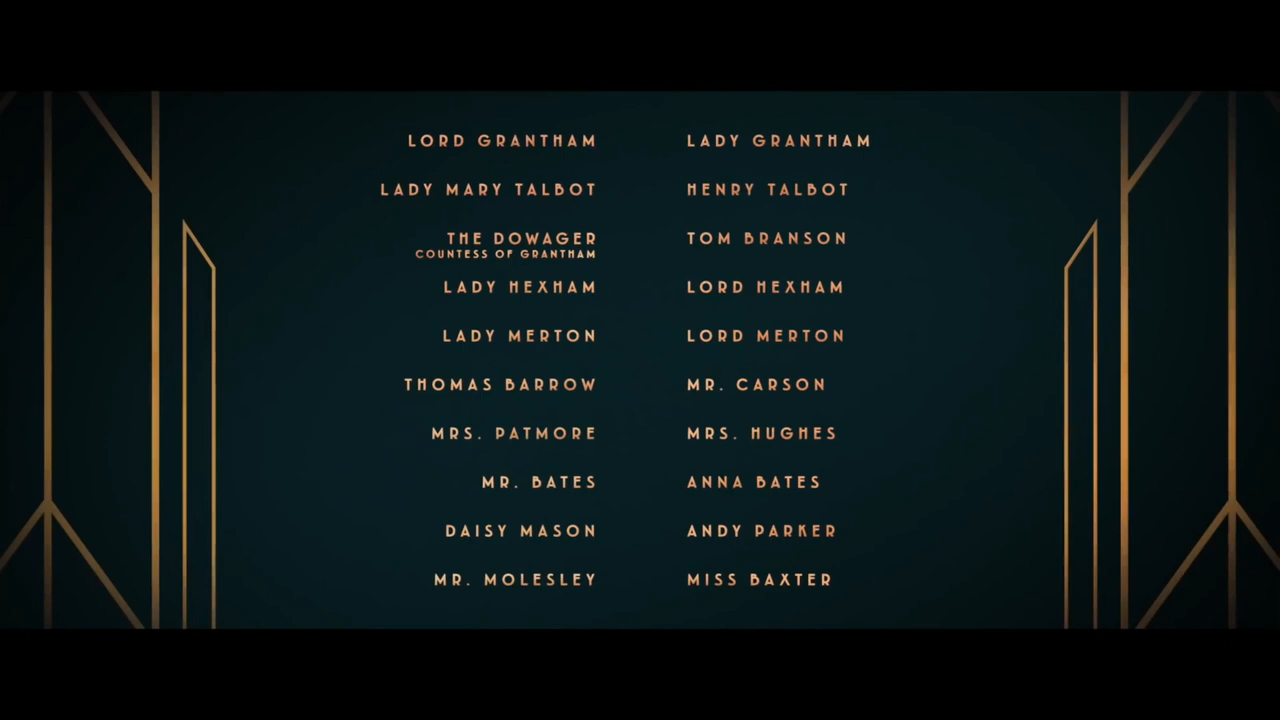 LORD GRANTHAM LADY GRANTHAM
LADY MARY TALBOT HENRY TALBOT
THE DOWAGER TOM BRANSON
COUNTESS OF GRANTHAM
LADY HEXHAM LORD HEXHAM
LADY MERTON LORD MERTON
THOMAS BARROW MR. CARSON
MRS. PATMORE MRS. HUGHES
MR. BATES ANNA BATES
DAISY MASON ANDY PARKER
MR. MOLESLEY MISS BAXTER